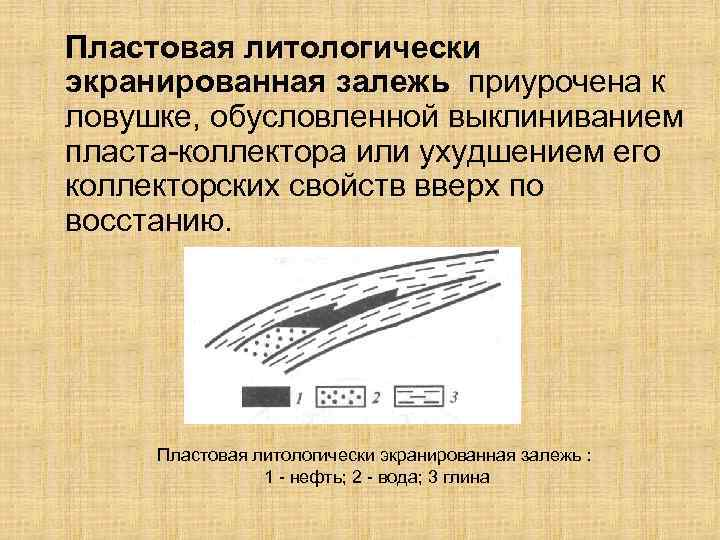 Пластовая литологически
экранированная залежь приурочена к
ловушке, обусловленной выклиниванием
пласта-коллектора или ухудшением его
коллекторских свойств вверх по
восстанию.
1 2 3
Пластовая литологически экранированная залежь :
1 - нефть; 2 - вода; 3 глина